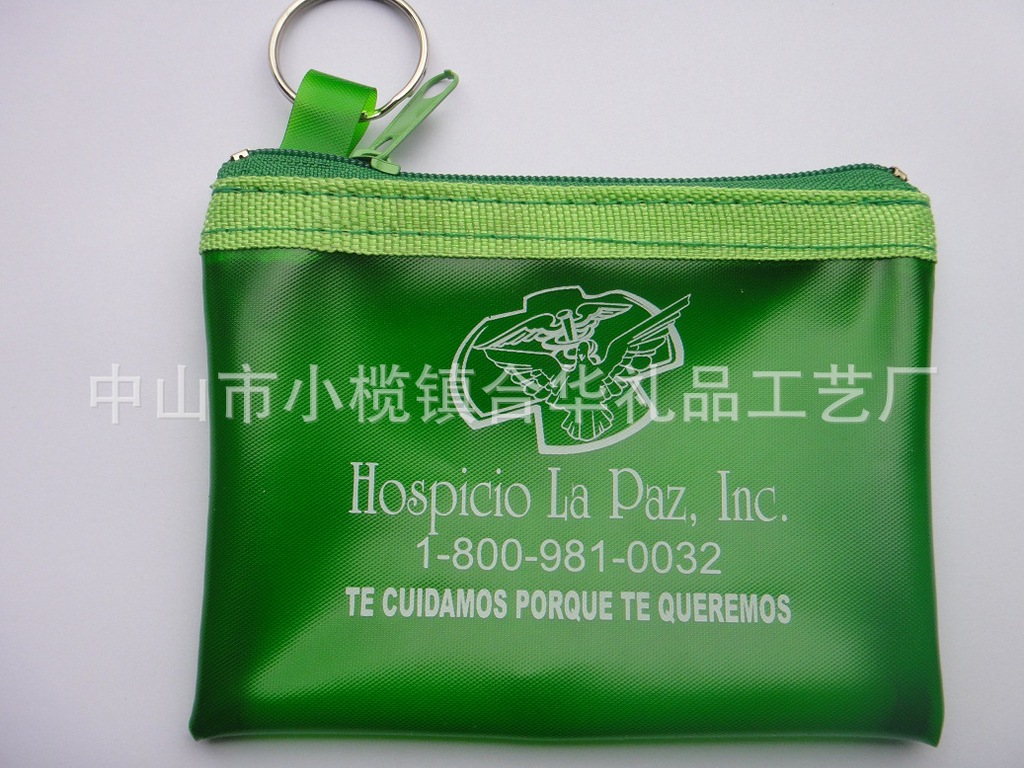 中山市小榄镇合华礼品工艺厂
Hospicio La Paz, Inc.
1-800-981-0032
TE CUIDAMOS PORQUE TE QUEREMOS